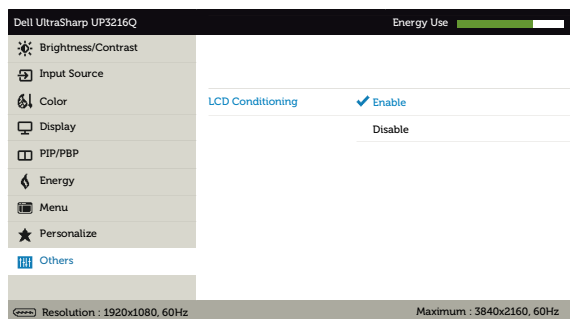 Dell UltraSharp UP3216Q Energy Use
Brightness/Contrast
Input Source
Color
Display
PIP/PBP
Energy
Menu
Personalize
Others
LCD Conditioning Enable
Disable
Resolution : 1920x1080, 60Hz Maximum : 3840x2160, 60Hz